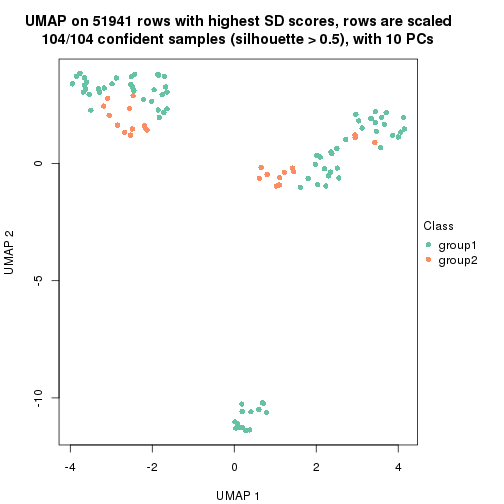 UMAP on 51941 rows with highest SD scores, rows are scaled
104/104 confident samples (silhouette > 0.5), with 10 PCs
0
-5
-10
UMAP 2
-4 -2 0 2 4
UMAP 1
Class
group1
group2